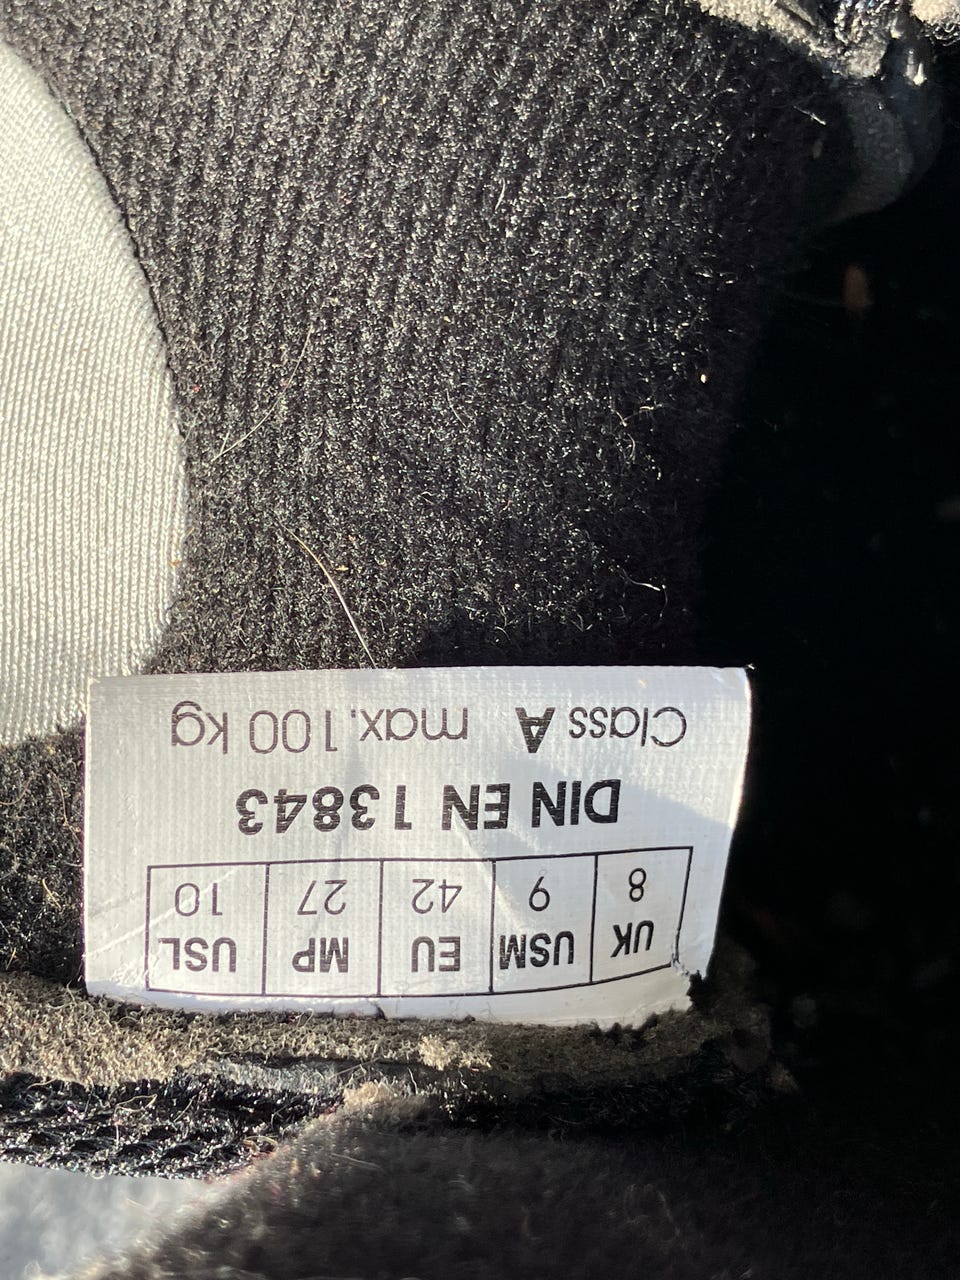 UK USM EU MP USL
8 9 42 27 10
DIN EN 13843
Class A max. 100 kg